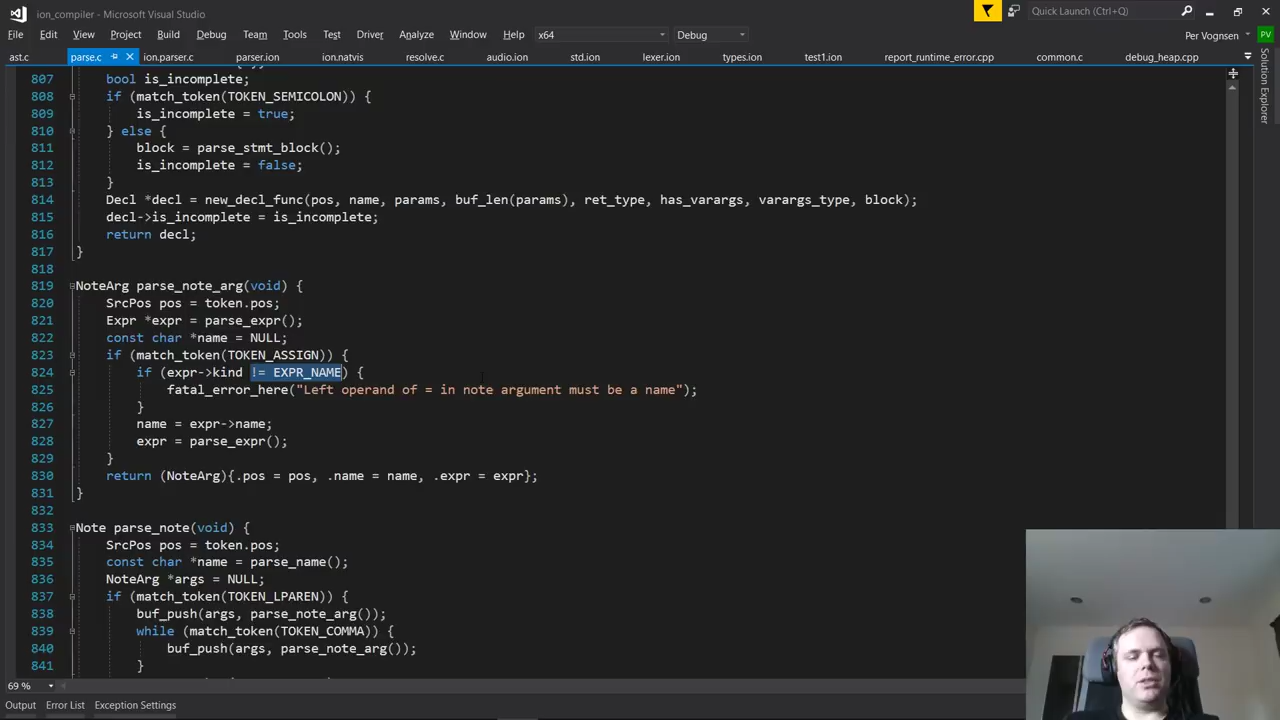 ion_compiler - Microsoft Visual Studio
Quick Launch (Ctrl+Q)
File Edit View Project Build Debug Team Tools Test Driver Analyze Window Help x64 Debug
Per Vognsen PV
ast.c parse.c ion.parser.c parser.ion ion.natvis resolve.c audio.ion std.ion lexer.ion types.ion test1.ion report_runtime_error.cpp common.c debug_heap.cpp
Solution Explorer
807 bool is_incomplete;
808 if (match_token(TOKEN_SEMICOLON)) {
809 is_incomplete = true;
810 } else {
811 block = parse_stmt_block();
812 is_incomplete = false;
813 }
814 Decl *decl = new_decl_func(pos, name, params, buf_len(params), ret_type, has_varargs, varargs_type, block);
815 decl->is_incomplete = is_incomplete;
816 return decl;
817 }
818
819 NoteArg parse_note_arg(void) {
820 SrcPos pos = token.pos;
821 Expr *expr = parse_expr();
822 const char *name = NULL;
823 if (match_token(TOKEN_ASSIGN)) {
824 if (expr->kind != EXPR_NAME) {
825 fatal_error_here("Left operand of = in note argument must be a name");
826 }
827 name = expr->name;
828 expr = parse_expr();
829 }
830 return (NoteArg){.pos = pos, .name = name, .expr = expr};
831 }
832
833 Note parse_note(void) {
834 SrcPos pos = token.pos;
835 const char *name = parse_name();
836 NoteArg *args = NULL;
837 if (match_token(TOKEN_LPAREN)) {
838 buf_push(args, parse_note_arg());
839 while (match_token(TOKEN_COMMA)) {
840 buf_push(args, parse_note_arg());
841 }
69 %
Output Error List Exception Settings